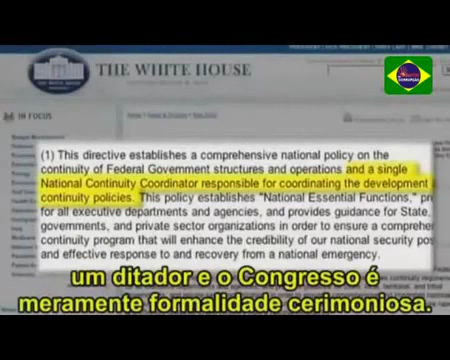 THE WHITE HOUSE
IN FOCUS
(1) This directive establishes a comprehensive national policy on the
continuity of Federal Government structures and operations and a single
National Continuity Coordinator responsible for coordinating the development
continuity policies. This policy establishes "National Essential Functions," pr
for all executive departments and agencies, and provides guidance for State,
governments, and private sector organizations in order to ensure a comprehen
continuity program that will enhance the credibility of our national security pos
and effective response to and recovery from a national emergency.
um ditador e o Congresso é
meramente formalidade cerimoniosa.